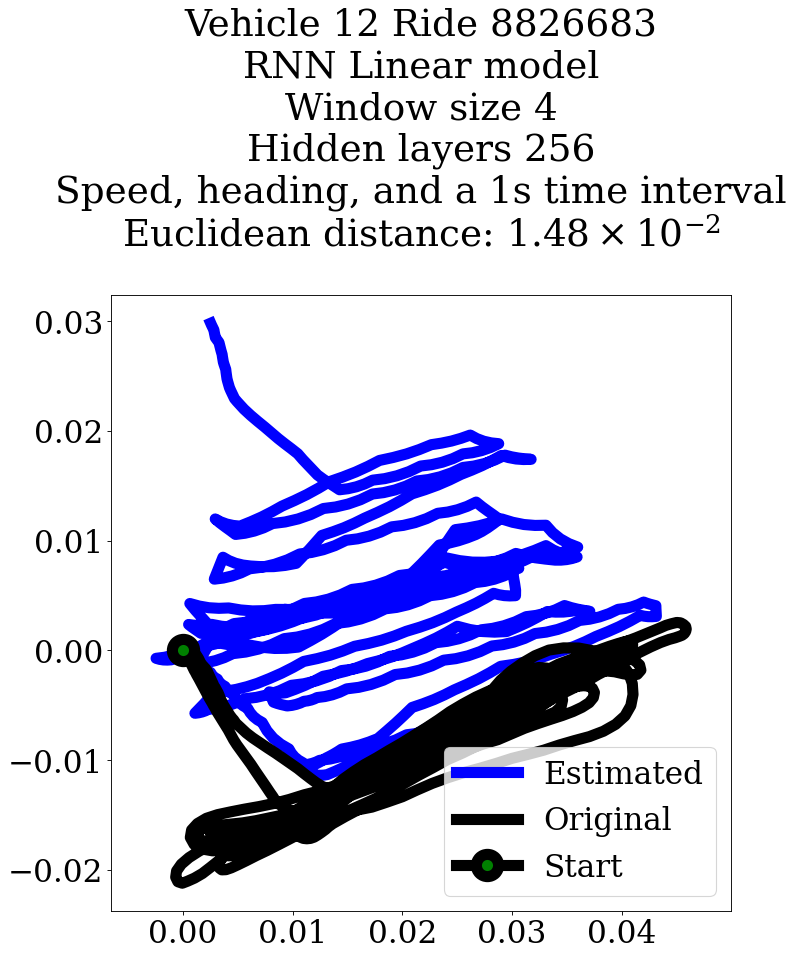 Vehicle 12 Ride 8826683
RNN Linear model
Window size 4
Hidden layers 256
Speed, heading, and a 1s time interval
Euclidean distance: 1.48 × 10⁻²
0.03
0.02
0.01
0.00
−0.01
−0.02
0.00 0.01 0.02 0.03 0.04
Estimated
Original
Start